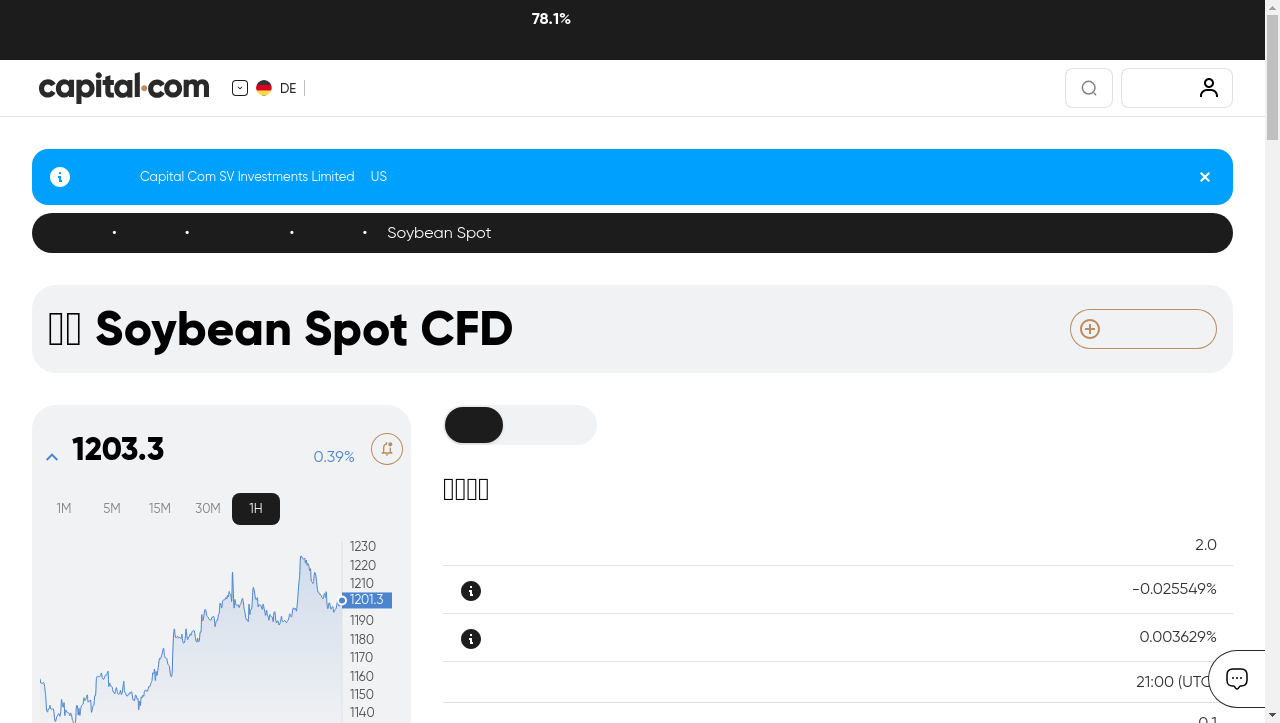 78.1%
capital.com
DE
Capital Com SV Investments Limited US
Soybean Spot
Soybean Spot CFD
1203.3
0.39%
1M 5M 15M 30M 1H
1230
1220
1210
1201.3
1190
1180
1170
1160
1150
1140
2.0
-0.025549%
0.003629%
21:00 (UTC
0.1